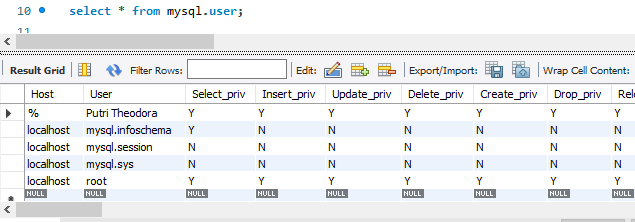 10 select * from mysql.user;
11
Result Grid Filter Rows: Edit: Export/Import: Wrap Cell Content:
Host User Select_priv Insert_priv Update_priv Delete_priv Create_priv Drop_priv Relo
% Putri Theodora Y Y Y Y Y Y Y
localhost mysql.infoschema Y N N N N N N
localhost mysql.session N N N N N N N
localhost mysql.sys N N N N N N N
localhost root Y Y Y Y Y Y Y
NULL NULL NULL NULL NULL NULL NULL NULL NULL